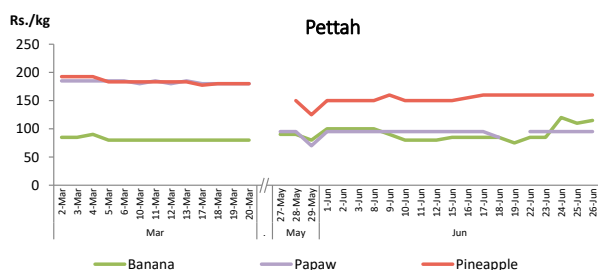 Rs./kg
Pettah
250
200
150
100
50
0
2-Mar
3-Mar
4-Mar
5-Mar
6-Mar
10-Mar
11-Mar
12-Mar
13-Mar
17-Mar
18-Mar
19-Mar
20-Mar
//
27-May
28-May
29-May
1-Jun
2-Jun
3-Jun
4-Jun
8-Jun
9-Jun
10-Jun
11-Jun
12-Jun
15-Jun
16-Jun
17-Jun
18-Jun
19-Jun
22-Jun
23-Jun
24-Jun
25-Jun
26-Jun
Mar . May Jun
Banana Papaw Pineapple